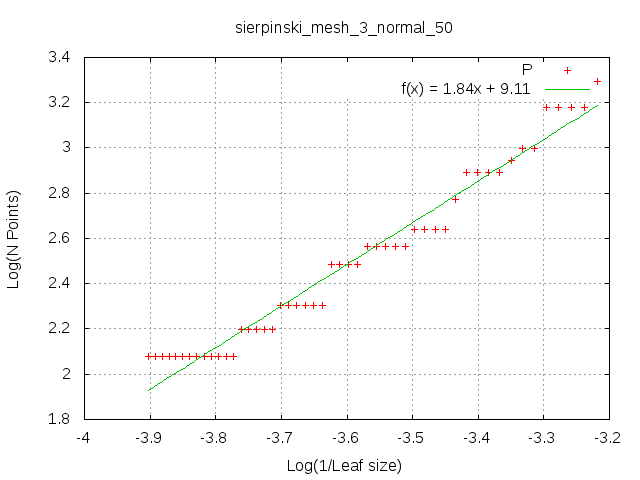 sierpinski_mesh_3_normal_50
3.4
3.2
3
2.8
2.6
2.4
2.2
2
1.8
Log(N Points)
P
f(x) = 1.84x + 9.11
-4 -3.9 -3.8 -3.7 -3.6 -3.5 -3.4 -3.3 -3.2
Log(1/Leaf size)